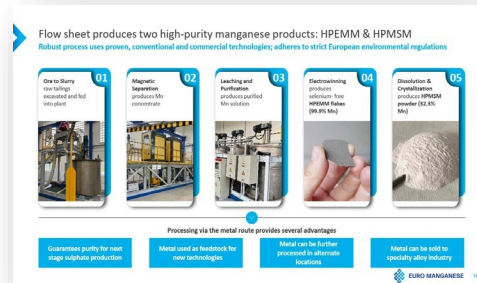 Flow sheet produces two high-purity manganese products: HPEMM & HPMSM
Robust process uses proven, conventional and commercial technologies; adheres to strict European environmental regulations
01
Ore to Slurry
raw tailings
excavated and fed
into plant
02
Magnetic
Separation
produces Mn
concentrate
03
Leaching and
Purification
produces purified
Mn solution
04
Electrowinning
produces
selenium- free
HPEMM flakes
(99.9% Mn)
05
Dissolution &
Crystallization
produces HPMSM
powder (32.3%
Mn)
Processing via the metal route provides several advantages
Guarantees purity for next
stage sulphate production
Metal used as feedstock for
new technologies
Metal can be further
processed in alternate
locations
Metal can be sold to
specialty alloy industry
EURO MANGANESE